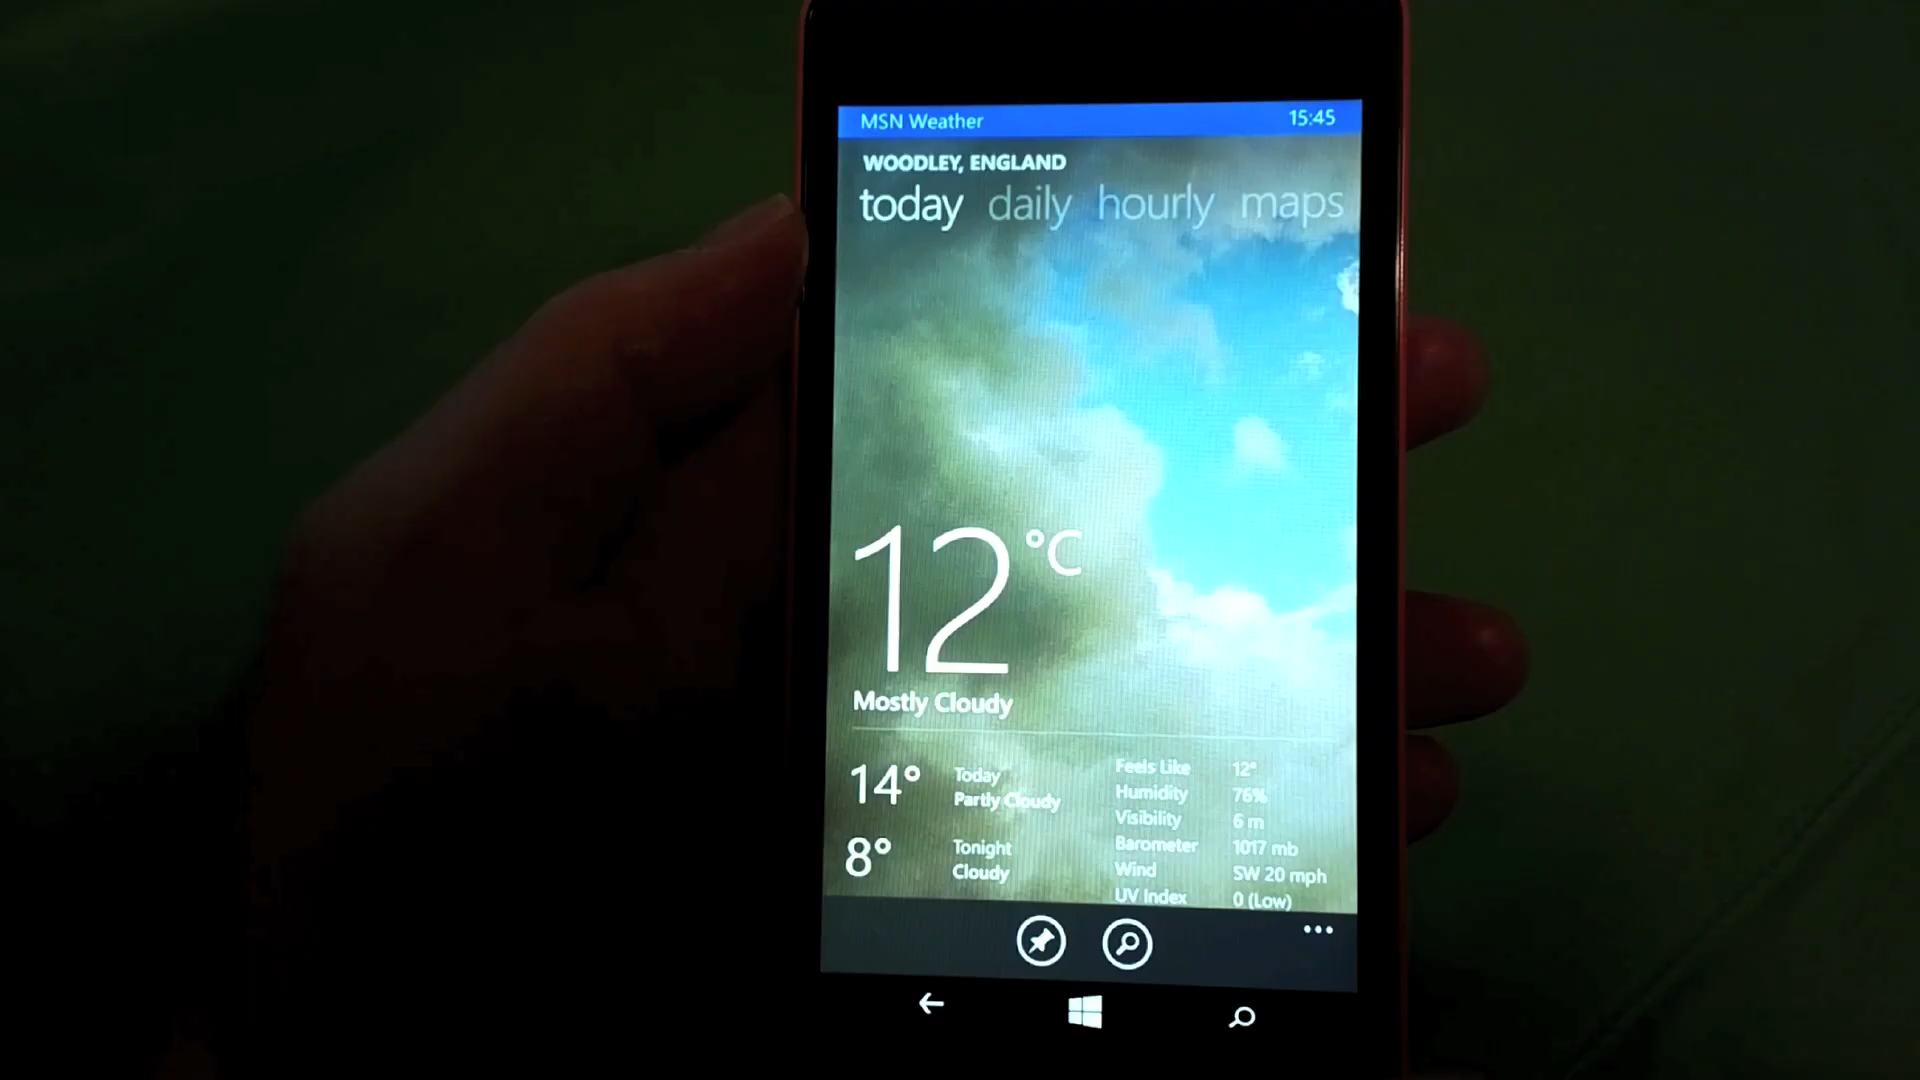 MSN Weather 15:45
WOODLEY, ENGLAND
today daily hourly maps
12 °C
Mostly Cloudy
14° Today
Partly Cloudy
8° Tonight
Cloudy
Feels Like 12°
Humidity 76%
Visibility 6 m
Barometer 1017 mb
Wind SW 20 mph
UV Index 0 (Low)